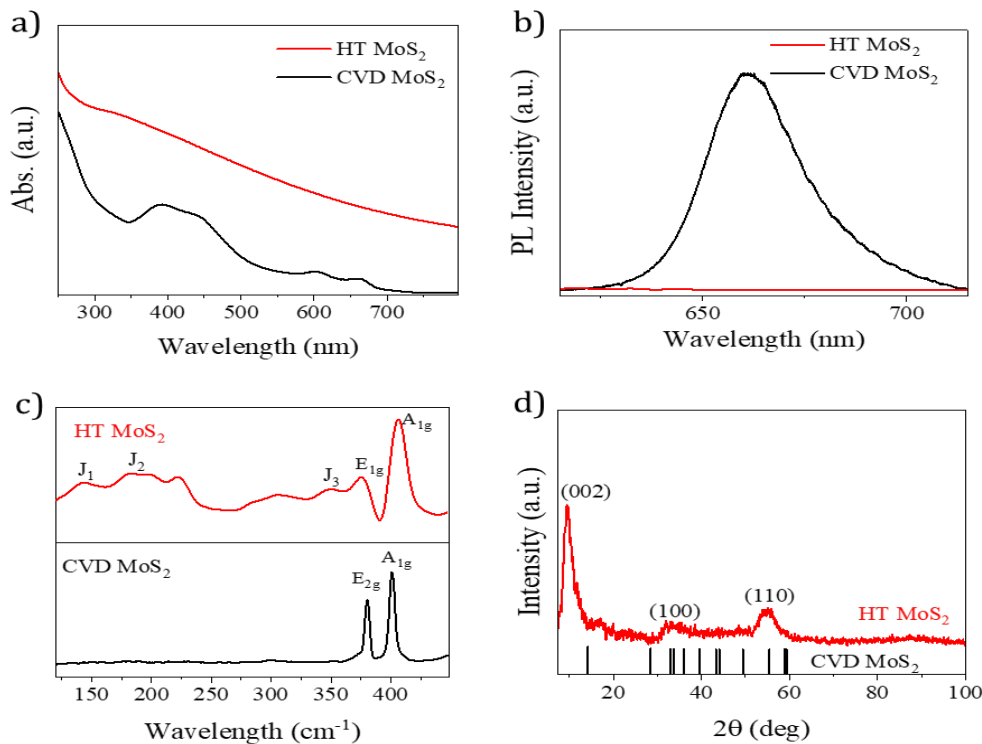 a)
HT MoS₂
CVD MoS₂
Abs. (a.u.)
300 400 500 600 700
Wavelength (nm)
b)
HT MoS₂
CVD MoS₂
PL Intensity (a.u.)
650 700
Wavelength (nm)
c)
HT MoS₂
J₁
J₂
J₃
E₁g
A₁g
CVD MoS₂
E₂g
A₁g
150 200 250 300 350 400
Wavelength (cm⁻¹)
d)
Intensity (a.u.)
(002)
(100)
(110)
HT MoS₂
CVD MoS₂
20 40 60 80 100
2θ (deg)